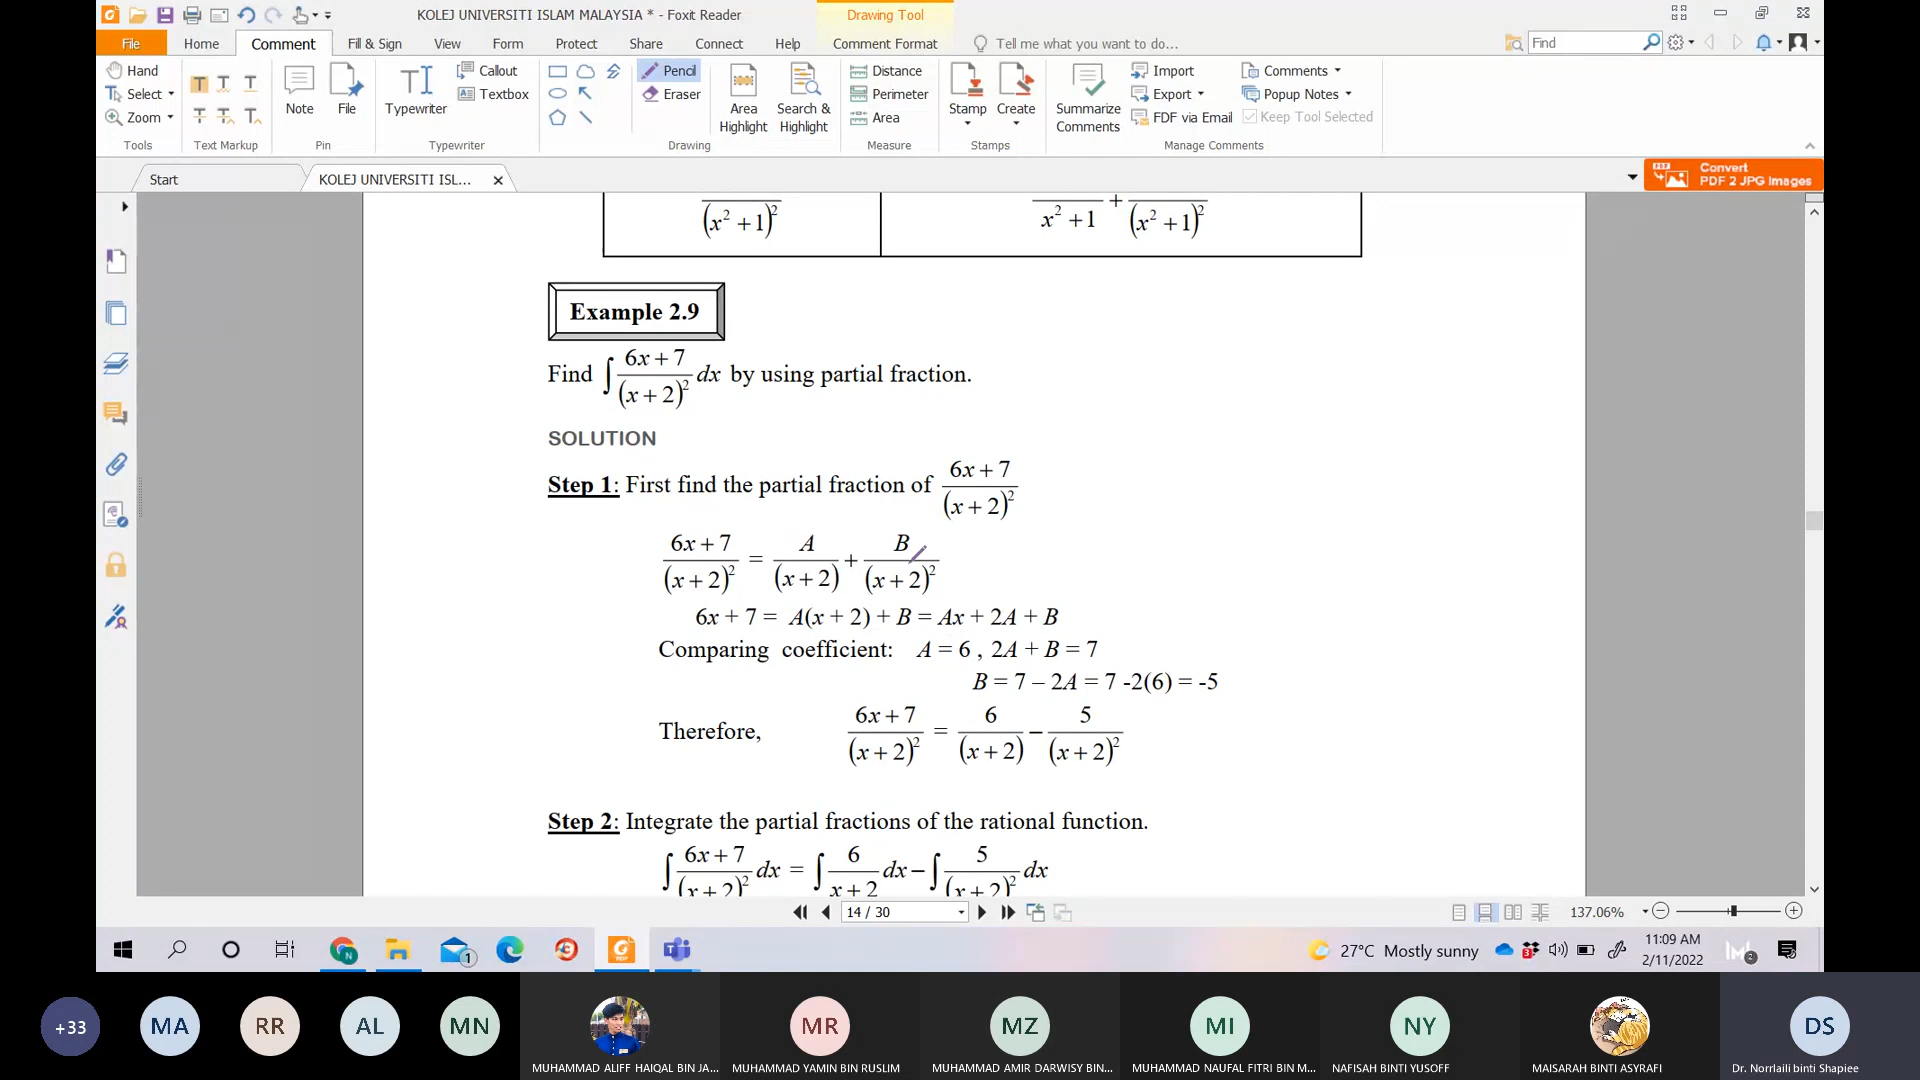 KOLEJ UNIVERSITI ISLAM MALAYSIA * - Foxit Reader
Drawing Tool
File Home Comment Fill & Sign View Form Protect Share Connect Help Comment Format Tell me what you want to do... Find
Hand
Select
Zoom
Tools
Text Markup
Note
File
Pin
Typewriter
Callout
Textbox
Typewriter
Pencil
Eraser
Drawing
Area Highlight
Search & Highlight
Distance
Perimeter
Area
Measure
Stamp
Create
Stamps
Summarize Comments
Import
Export
FDF via Email
Comments
Popup Notes
Keep Tool Selected
Manage Comments
Start
KOLEJ UNIVERSITI ISL...
Convert
PDF 2 JPG Images
(x² + 1)² x² + 1 + (x² + 1)²
Example 2.9
Find ∫ (6x + 7)/(x + 2)² dx by using partial fraction.
SOLUTION
Step 1: First find the partial fraction of (6x + 7)/(x + 2)²
(6x + 7)/(x + 2)² = A/(x + 2) + B/(x + 2)²
6x + 7 = A(x + 2) + B = Ax + 2A + B
Comparing coefficient: A = 6 , 2A + B = 7
B = 7 – 2A = 7 -2(6) = -5
Therefore, (6x + 7)/(x + 2)² = 6/(x + 2) − 5/(x + 2)²
Step 2: Integrate the partial fractions of the rational function.
∫ (6x + 7)/(x + 2)² dx = ∫ 6/(x + 2) dx − ∫ 5/(x + 2)² dx
14 / 30
137.06%
1
27°C Mostly sunny
3
11:09 AM
2/11/2022
2
+33
MA
RR
AL
MN
MUHAMMAD ALIFF HAIQAL BIN JA...
MR
MUHAMMAD YAMIN BIN RUSLIM
MZ
MUHAMMAD AMIR DARWISY BIN...
MI
MUHAMMAD NAUFAL FITRI BIN M...
NY
NAFISAH BINTI YUSOFF
MAISARAH BINTI ASYRAFI
DS
Dr. Norrlaili binti Shapiee